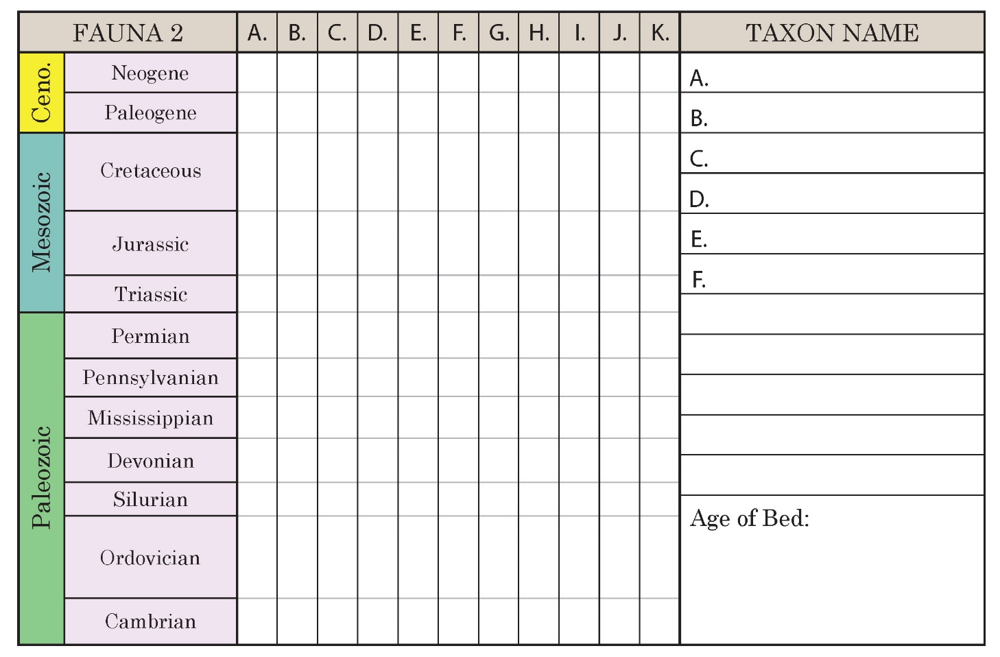 FAUNA 2 A. B. C. D. E. F. G. H. I. J. K. TAXON NAME
Ceno.
Neogene
Paleogene
Mesozoic
Cretaceous
Jurassic
Triassic
Paleozoic
Permian
Pennsylvanian
Mississippian
Devonian
Silurian
Ordovician
Cambrian
A.
B.
C.
D.
E.
F.
Age of Bed: